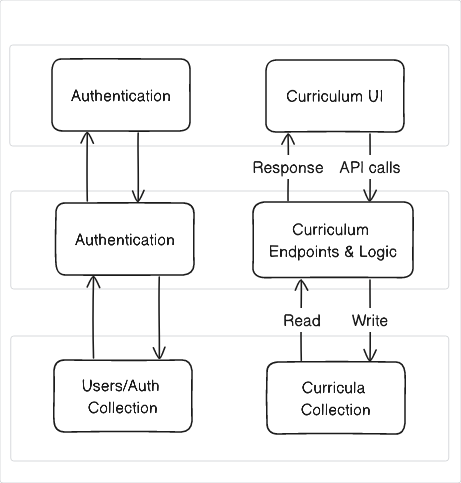 Authentication
Curriculum UI
Response
API calls
Authentication
Curriculum
Endpoints & Logic
Read
Write
Users/Auth
Collection
Curricula
Collection